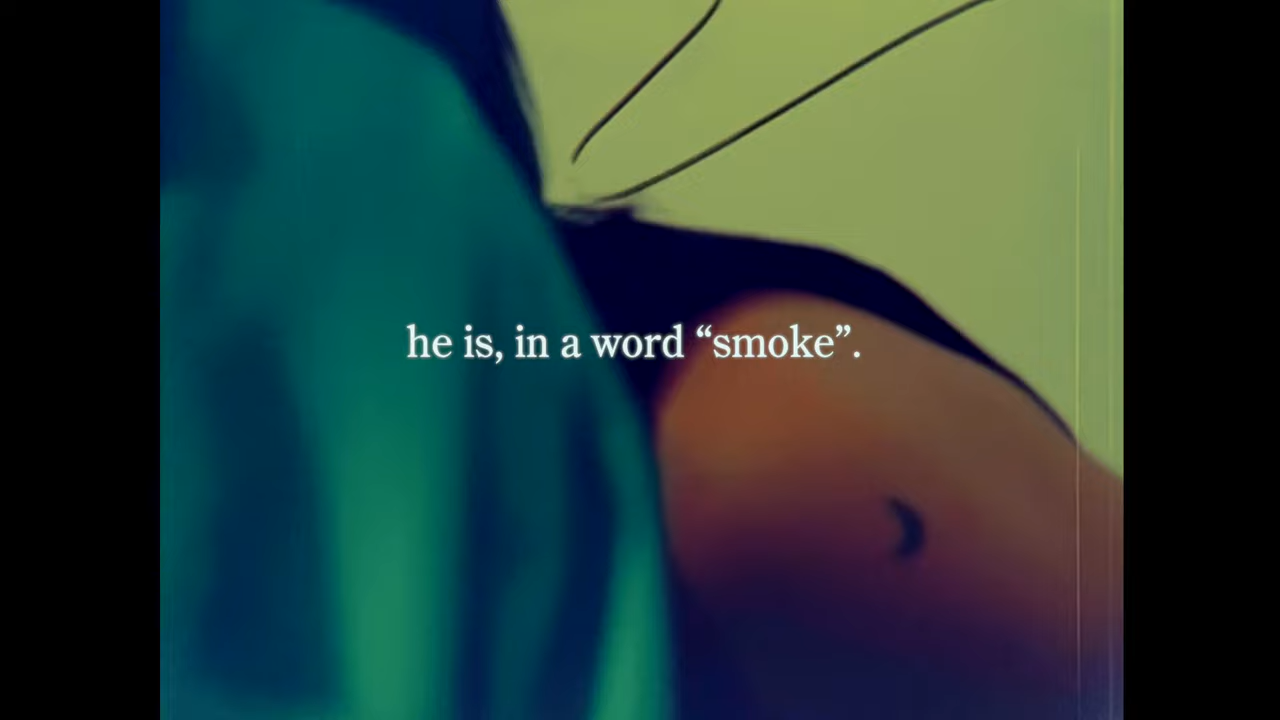 he is, in a word “smoke”.